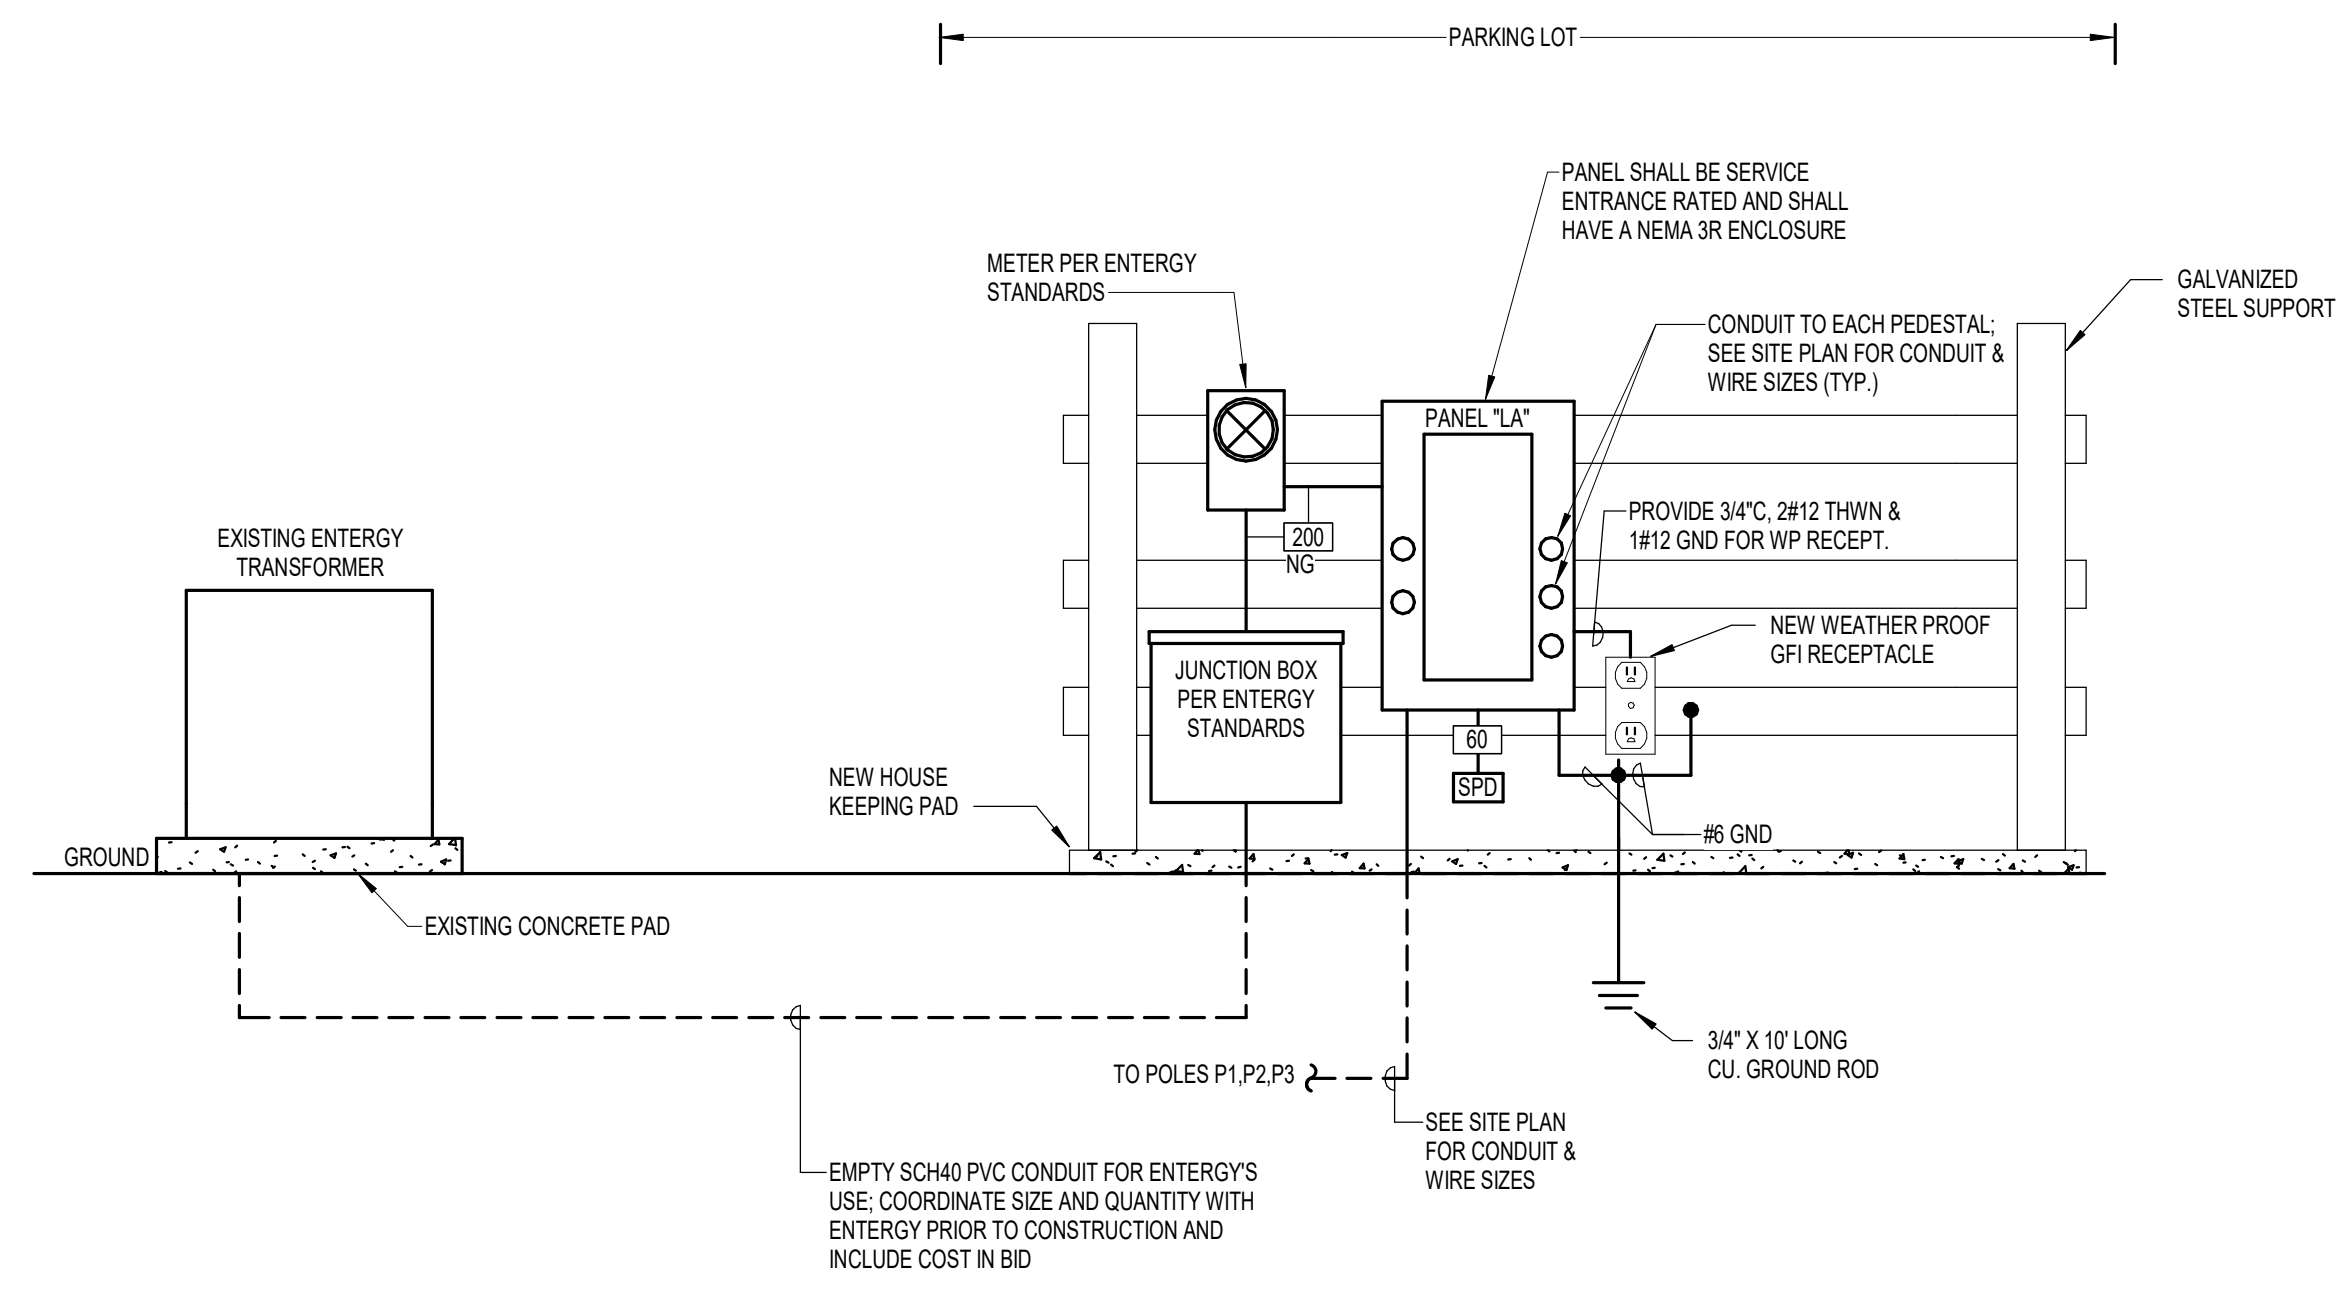 PARKING LOT
PANEL SHALL BE SERVICE
ENTRANCE RATED AND SHALL
HAVE A NEMA 3R ENCLOSURE
METER PER ENTERGY
STANDARDS
GALVANIZED
STEEL SUPPORT
CONDUIT TO EACH PEDESTAL;
SEE SITE PLAN FOR CONDUIT &
WIRE SIZES (TYP.)
PANEL "LA"
PROVIDE 3/4"C, 2#12 THWN &
1#12 GND FOR WP RECEPT.
200
NG
EXISTING ENTERGY
TRANSFORMER
NEW WEATHER PROOF
GFI RECEPTACLE
JUNCTION BOX
PER ENTERGY
STANDARDS
60
SPD
NEW HOUSE
KEEPING PAD
#6 GND
GROUND
EXISTING CONCRETE PAD
3/4" X 10' LONG
CU. GROUND ROD
TO POLES P1,P2,P3
SEE SITE PLAN
FOR CONDUIT &
WIRE SIZES
EMPTY SCH40 PVC CONDUIT FOR ENTERGY'S
USE; COORDINATE SIZE AND QUANTITY WITH
ENTERGY PRIOR TO CONSTRUCTION AND
INCLUDE COST IN BID